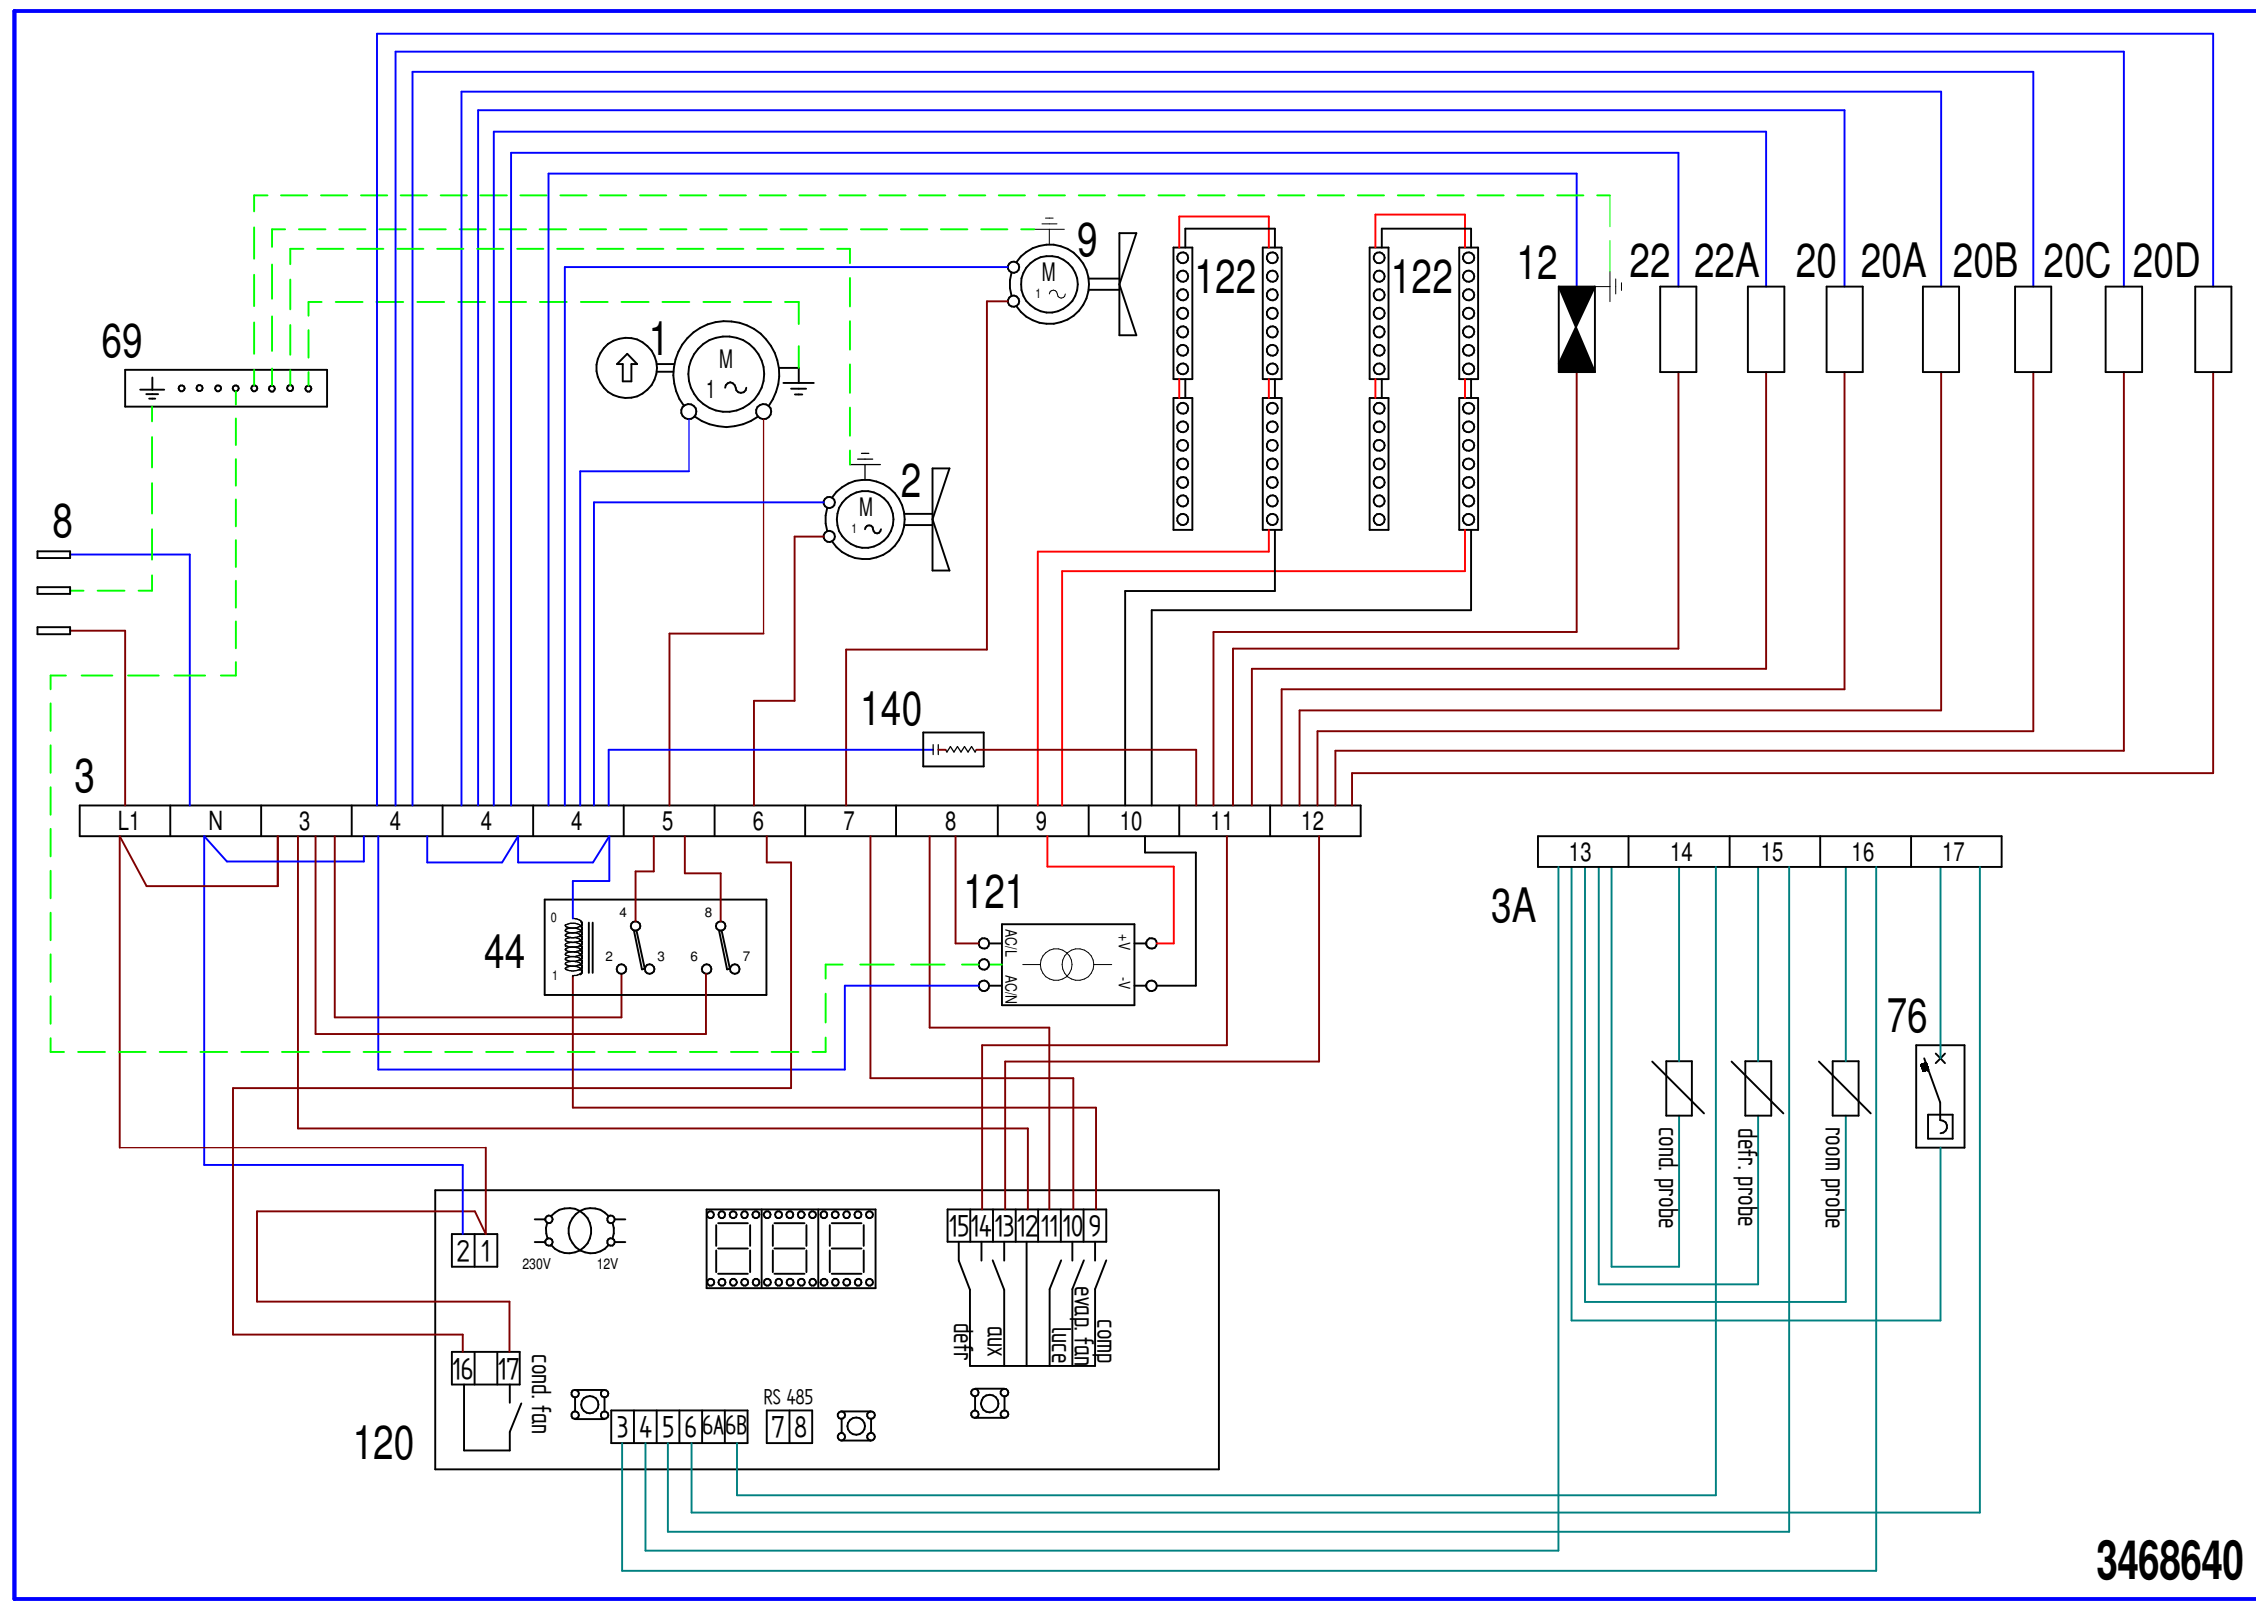 9
122
122
12
22
22A
20
20A
20B
20C
20D
M
1
1
M
1
69
2
M
1
8
140
3
L1
N
3
4
4
4
5
6
7
8
9
10
11
12
13
14
15
16
17
3A
121
44
0
1
4
2
3
8
6
7
AC/L
AC/N
+V
-V
76
cond. probe
defr. probe
room probe
2
1
230V
12V
15
14
13
12
11
10
9
defr
aux
luce
evap. fan
comp
16
17
cond. fan
120
RS 485
3
4
5
6
6A
6B
7
8
3468640